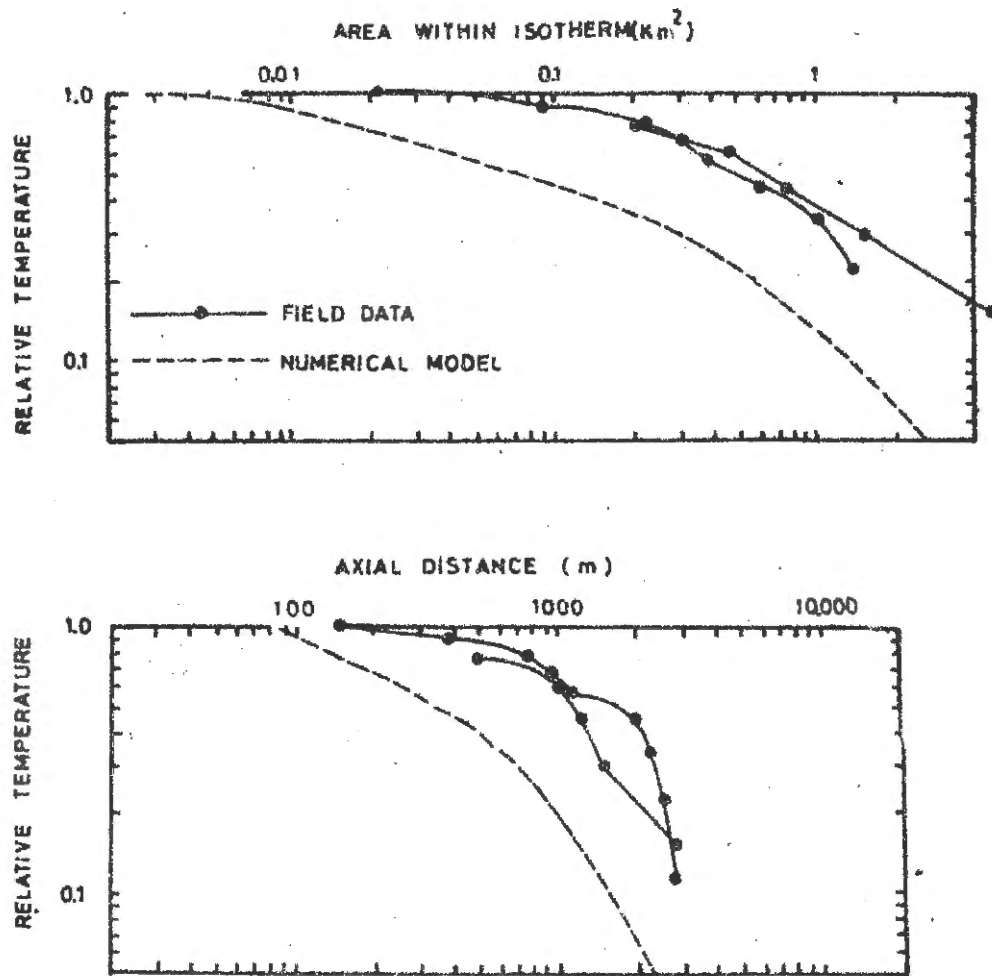 AREA WITHIN ISOTHERM(Km2)
0.01 0.1 1
1.0
RELATIVE TEMPERATURE
FIELD DATA
0.1
NUMERICAL MODEL
AXIAL DISTANCE (m)
100 1000 10,000
1.0
RELATIVE TEMPERATURE
0.1